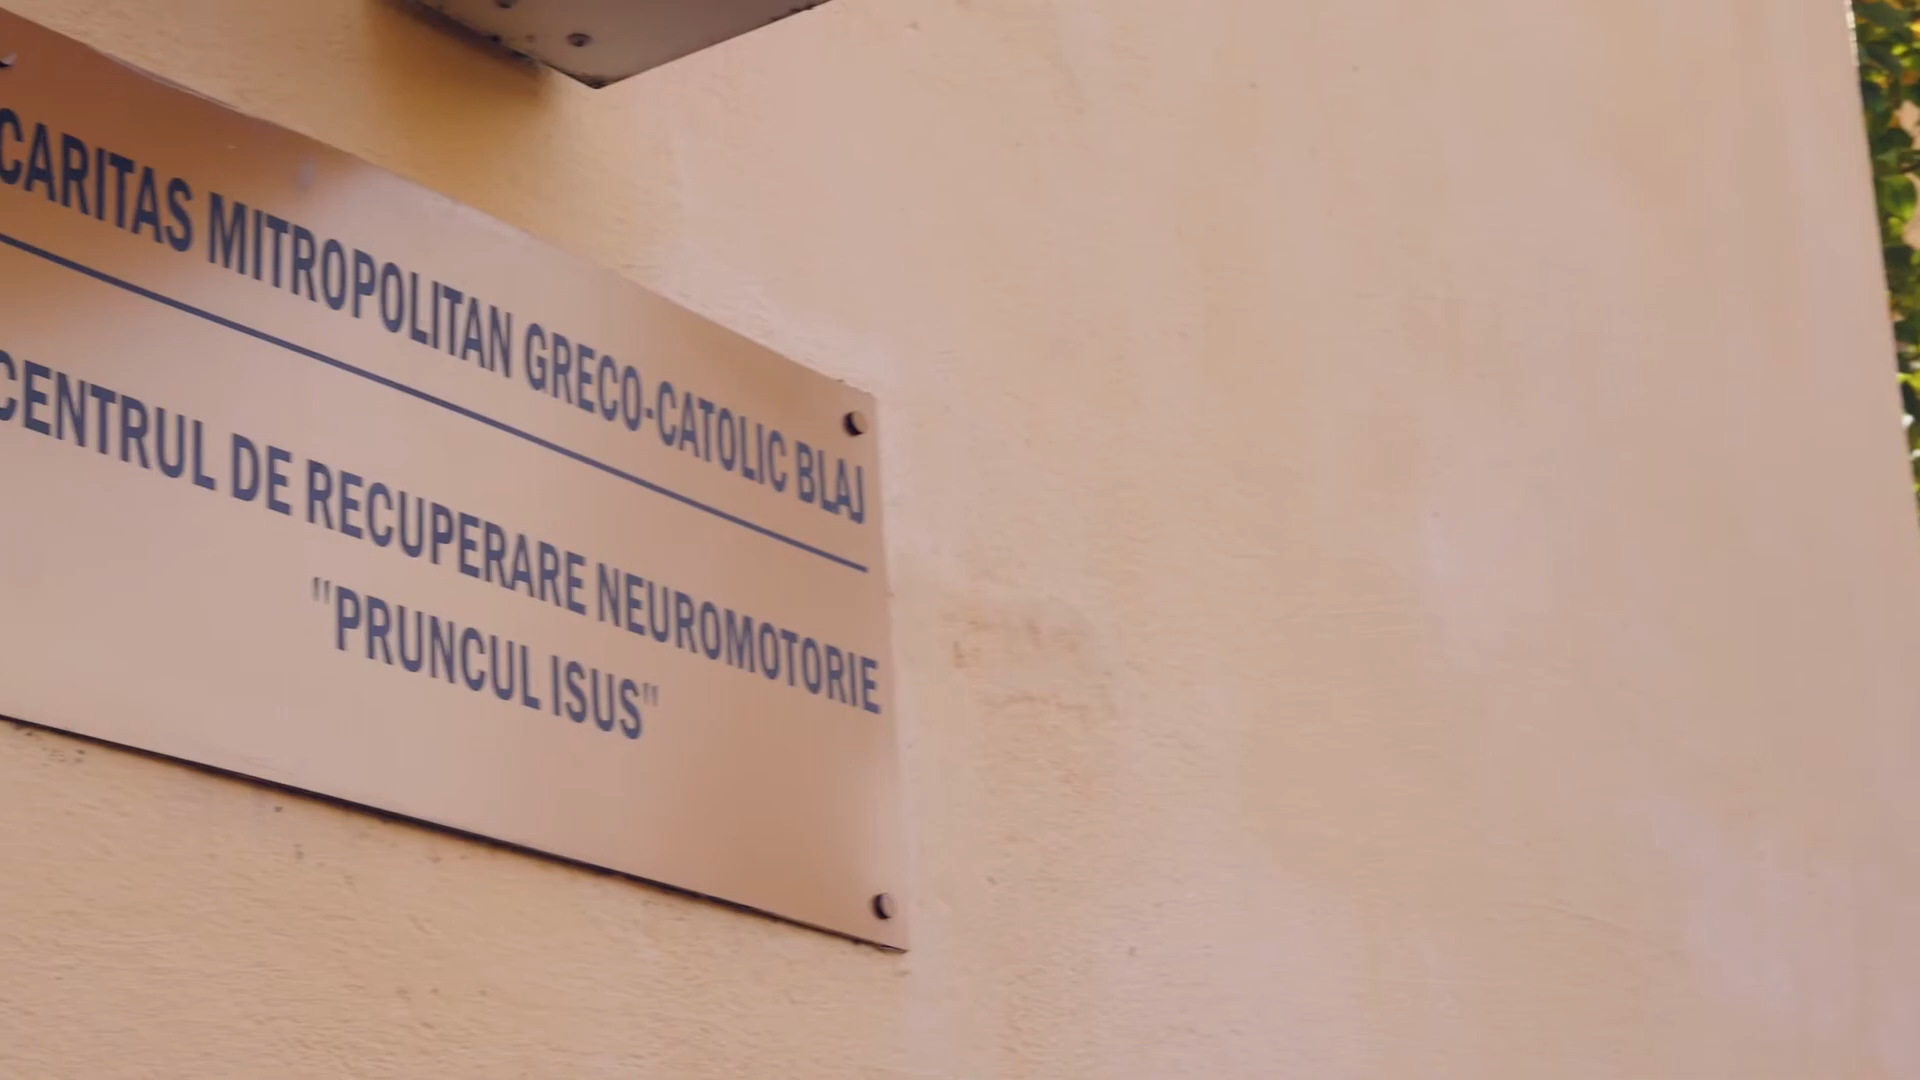 CARITAS MITROPOLITAN GRECO-CATOLIC BLAJ
CENTRUL DE RECUPERARE NEUROMOTORIE
"PRUNCUL ISUS"